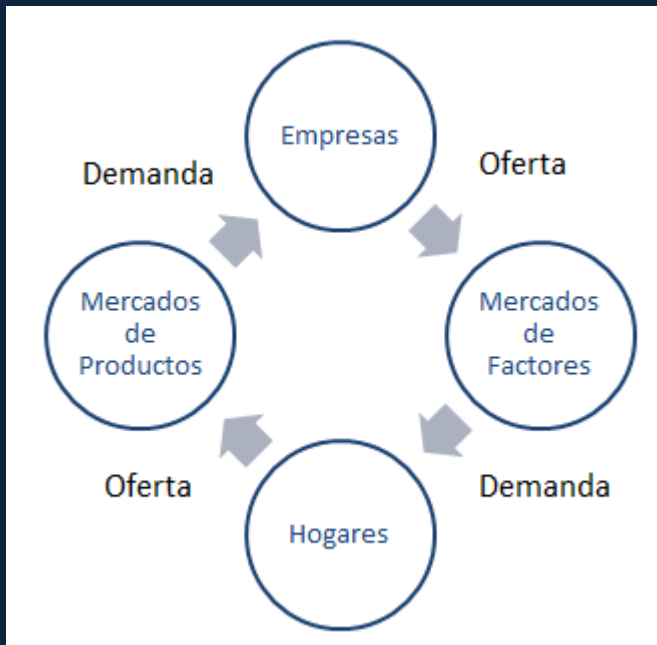 Empresas
Demanda
Oferta
Mercados
de
Productos
Mercados
de
Factores
Oferta
Demanda
Hogares